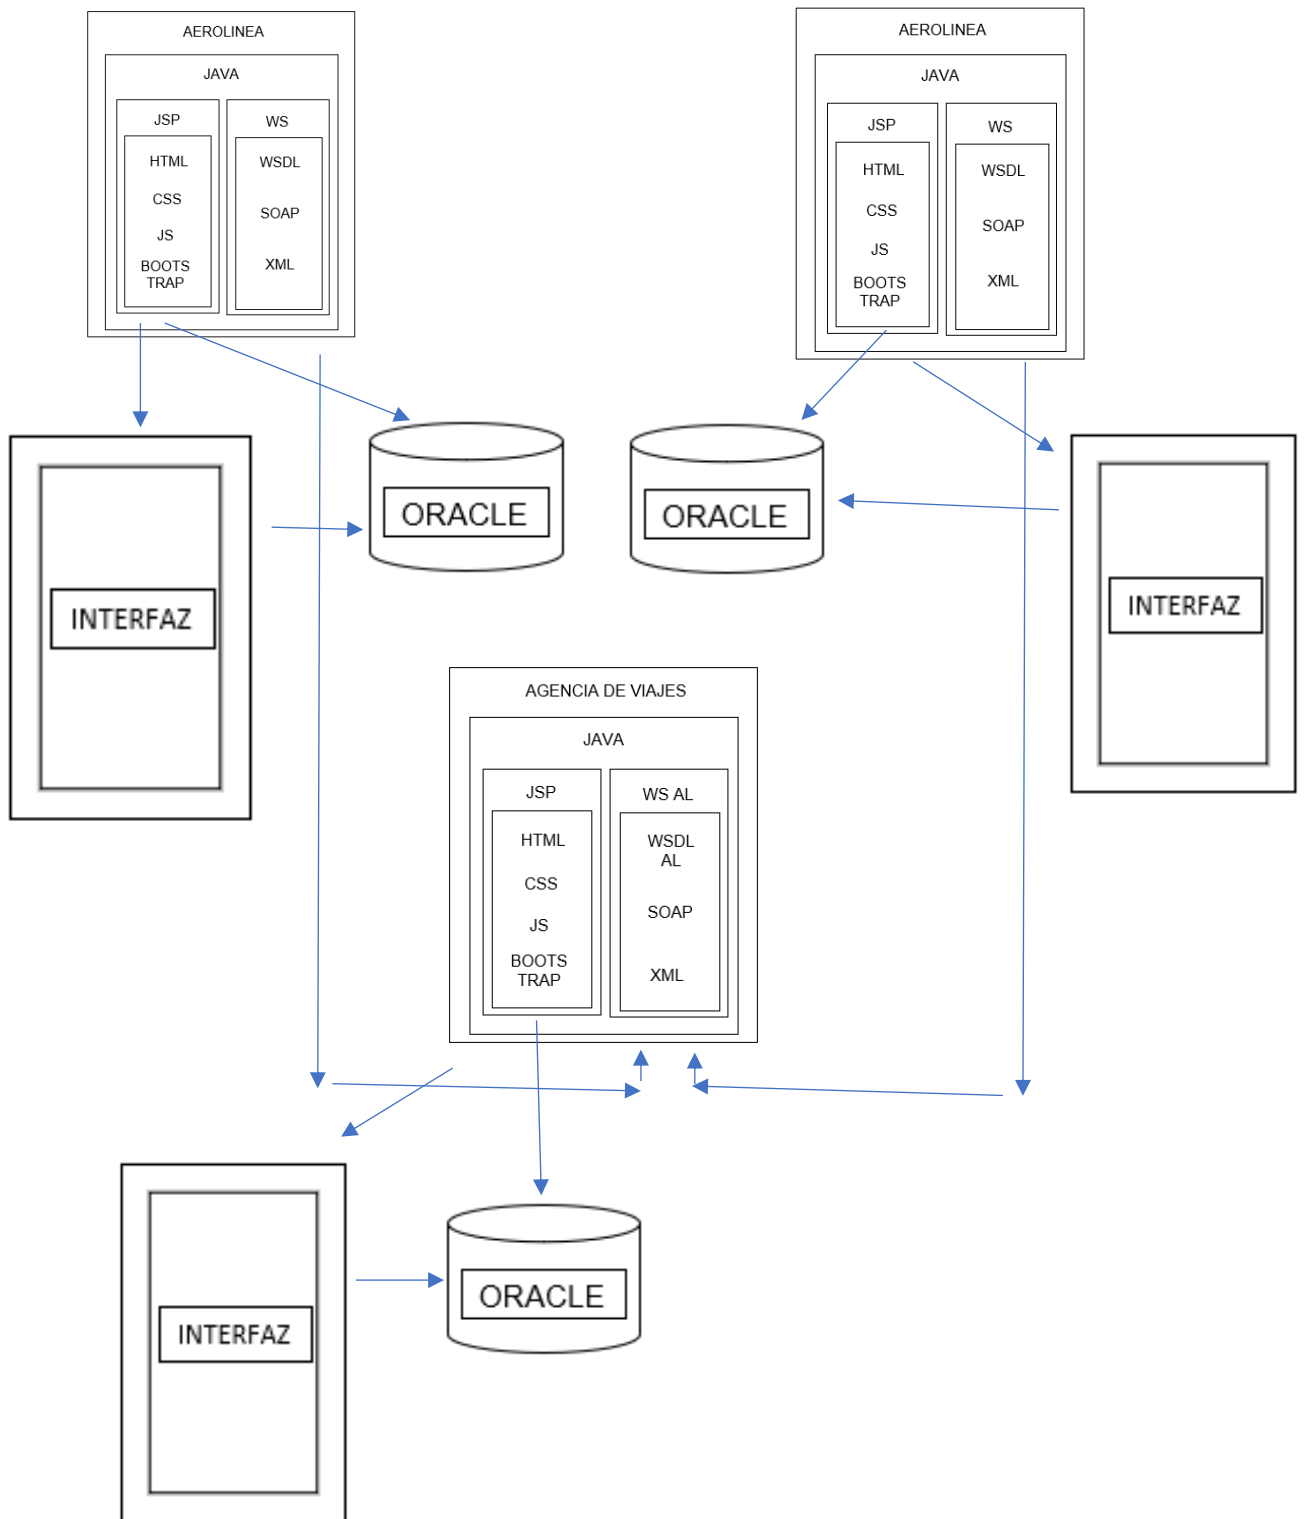 AEROLINEA
JAVA
JSP
HTML
CSS
JS
BOOTS
TRAP
WS
WSDL
SOAP
XML
AEROLINEA
JAVA
JSP
HTML
CSS
JS
BOOTS
TRAP
WS
WSDL
SOAP
XML
ORACLE
ORACLE
INTERFAZ
INTERFAZ
AGENCIA DE VIAJES
JAVA
JSP
HTML
CSS
JS
BOOTS
TRAP
WS AL
WSDL
AL
SOAP
XML
INTERFAZ
ORACLE